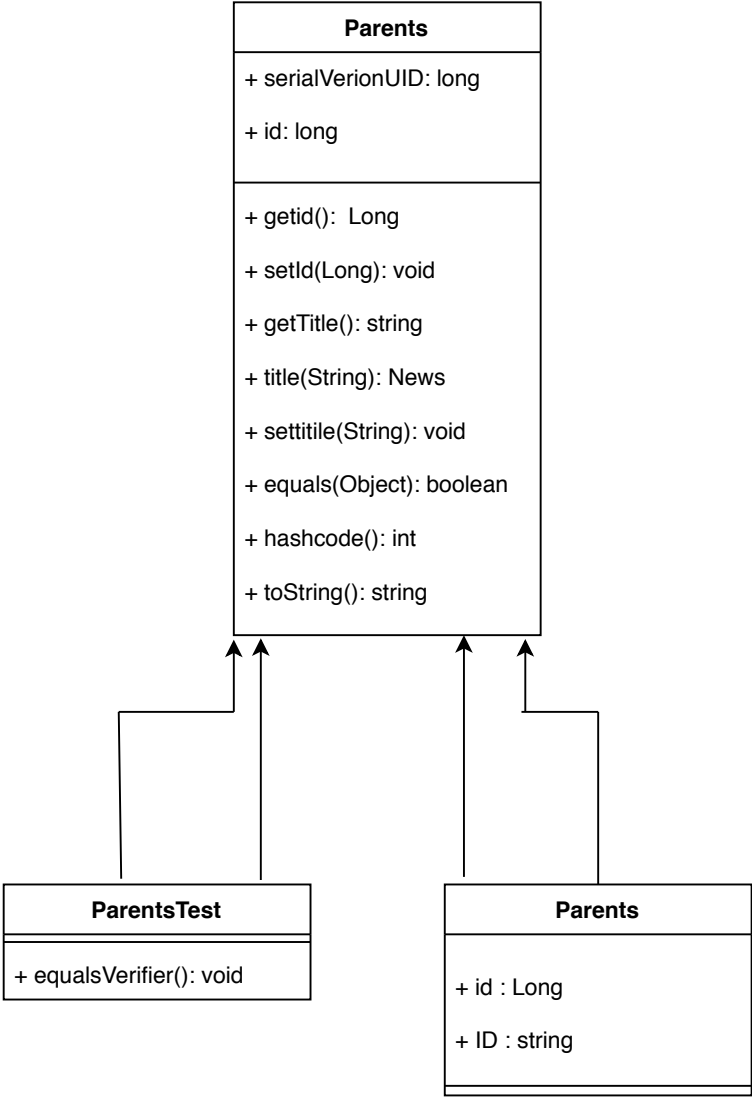 Parents
+ serialVerionUID: long
+ id: long
+ getid():  Long
+ setId(Long): void
+ getTitle(): string
+ title(String): News
+ settitile(String): void
+ equals(Object): boolean
+ hashcode(): int
+ toString(): string
ParentsTest
+ equalsVerifier(): void
Parents
+ id : Long
+ ID : string